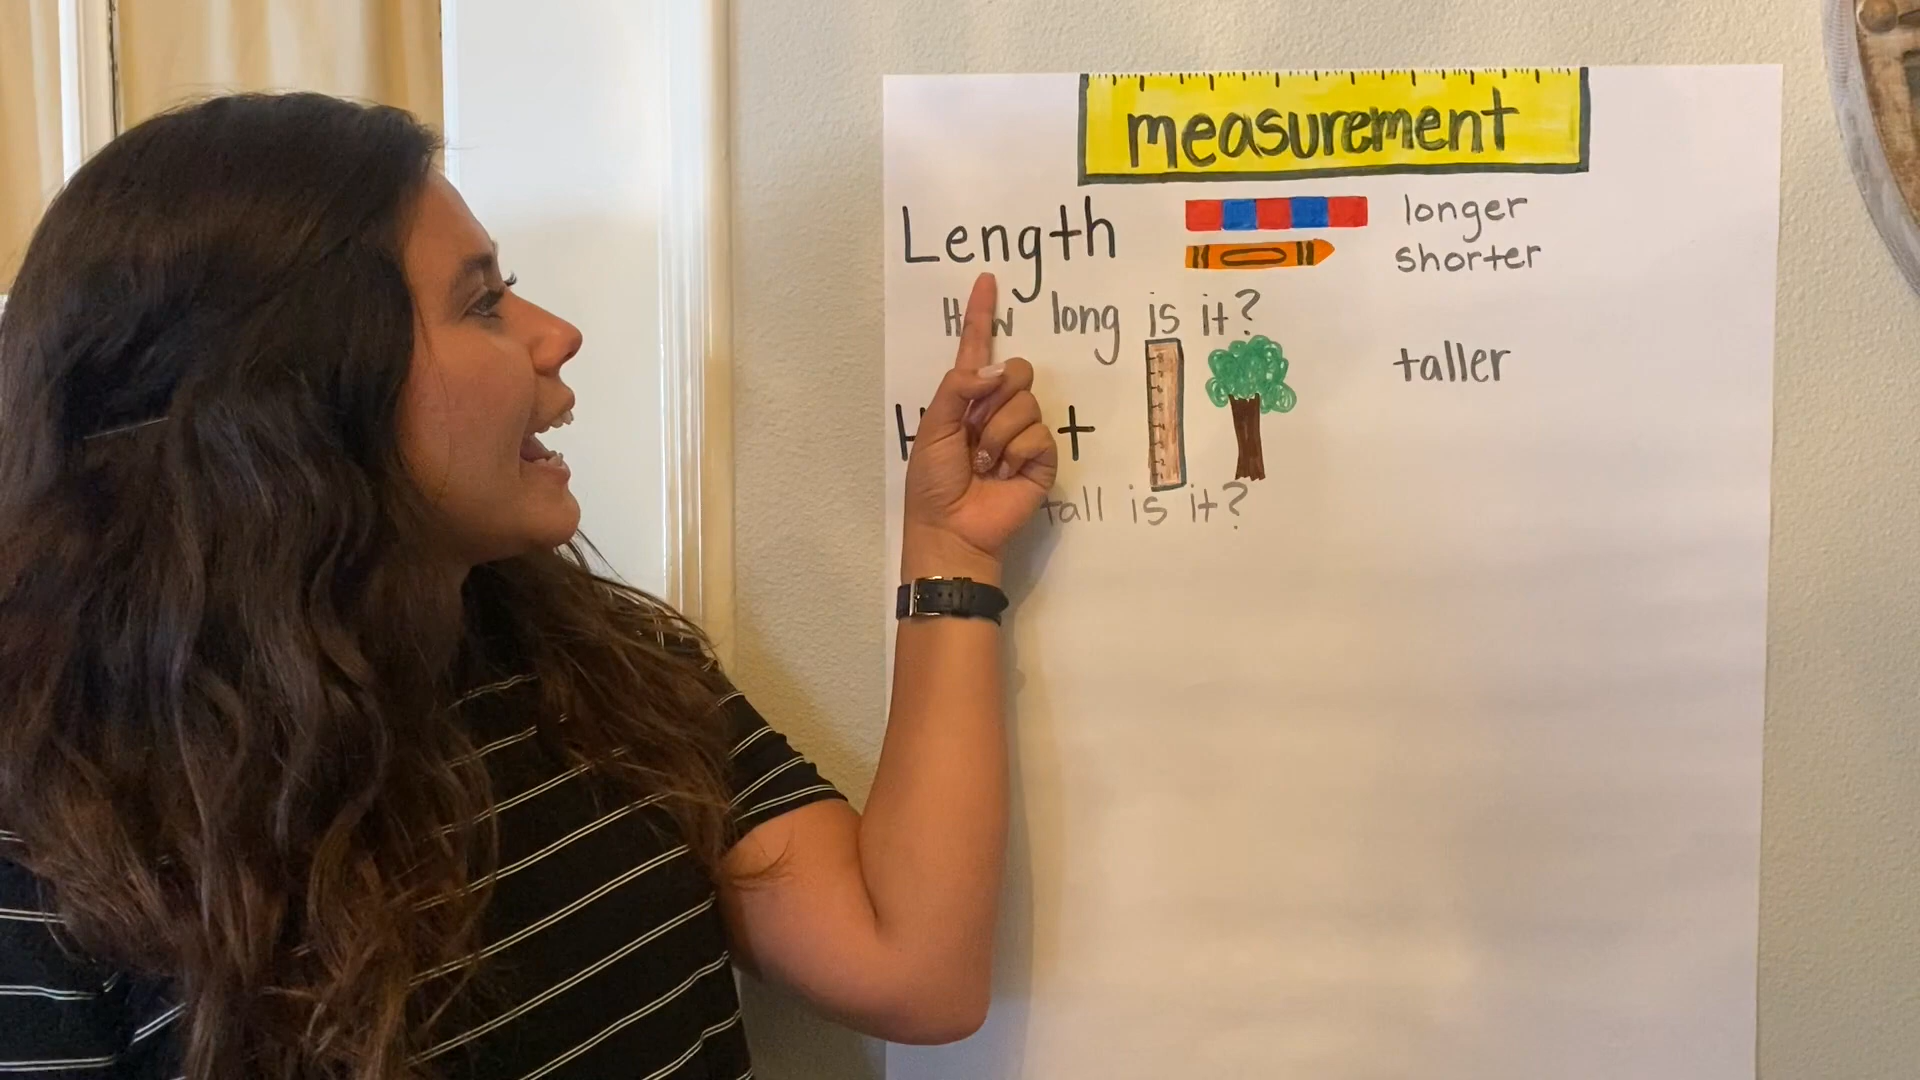 measurement
Length
longer
shorter
long is it?
taller
tall is it?